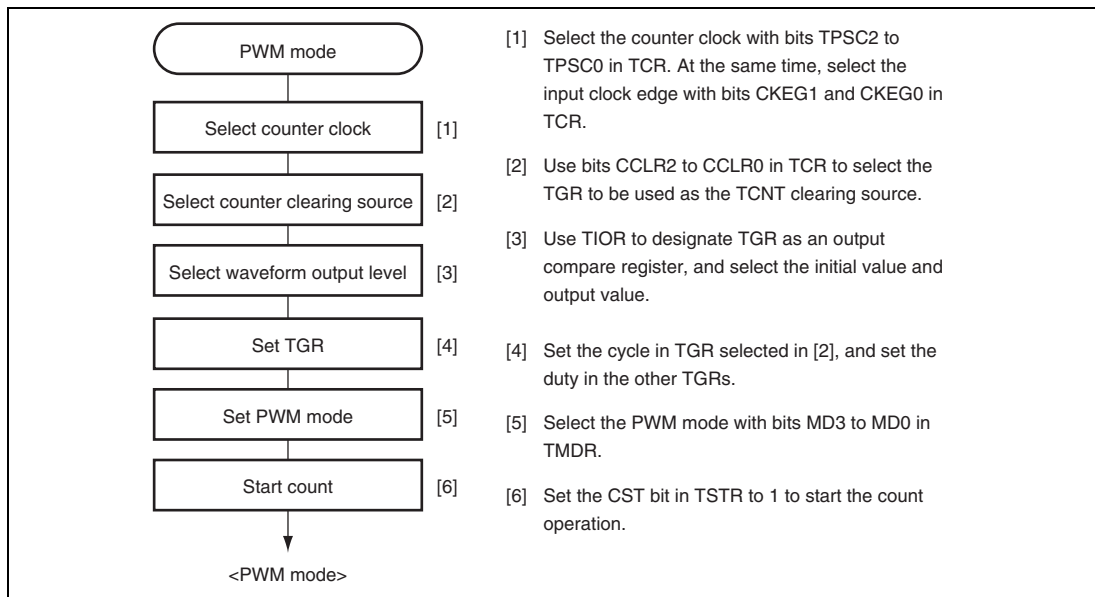 PWM mode
Select counter clock [1]
Select counter clearing source [2]
Select waveform output level [3]
Set TGR [4]
Set PWM mode [5]
Start count [6]
<PWM mode>
[1] Select the counter clock with bits TPSC2 to
TPSC0 in TCR. At the same time, select the
input clock edge with bits CKEG1 and CKEG0 in
TCR.
[2] Use bits CCLR2 to CCLR0 in TCR to select the
TGR to be used as the TCNT clearing source.
[3] Use TIOR to designate TGR as an output
compare register, and select the initial value and
output value.
[4] Set the cycle in TGR selected in [2], and set the
duty in the other TGRs.
[5] Select the PWM mode with bits MD3 to MD0 in
TMDR.
[6] Set the CST bit in TSTR to 1 to start the count
operation.